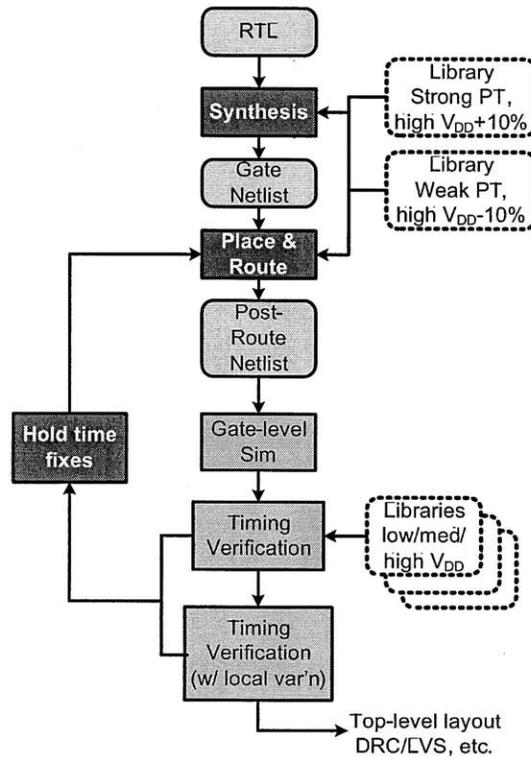 RTL
Library
Strong PT,
high VDD+10%
Synthesis
Library
Weak PT,
high VDD-10%
Gate
Netlist
Place &
Route
Post-
Route
Netlist
Hold time
fixes
Gate-level
Sim
Timing
Verification
Libraries
low/med/
high VDD
Timing
Verification
(w/ local var'n)
Top-level layout
DRC/LVS, etc.